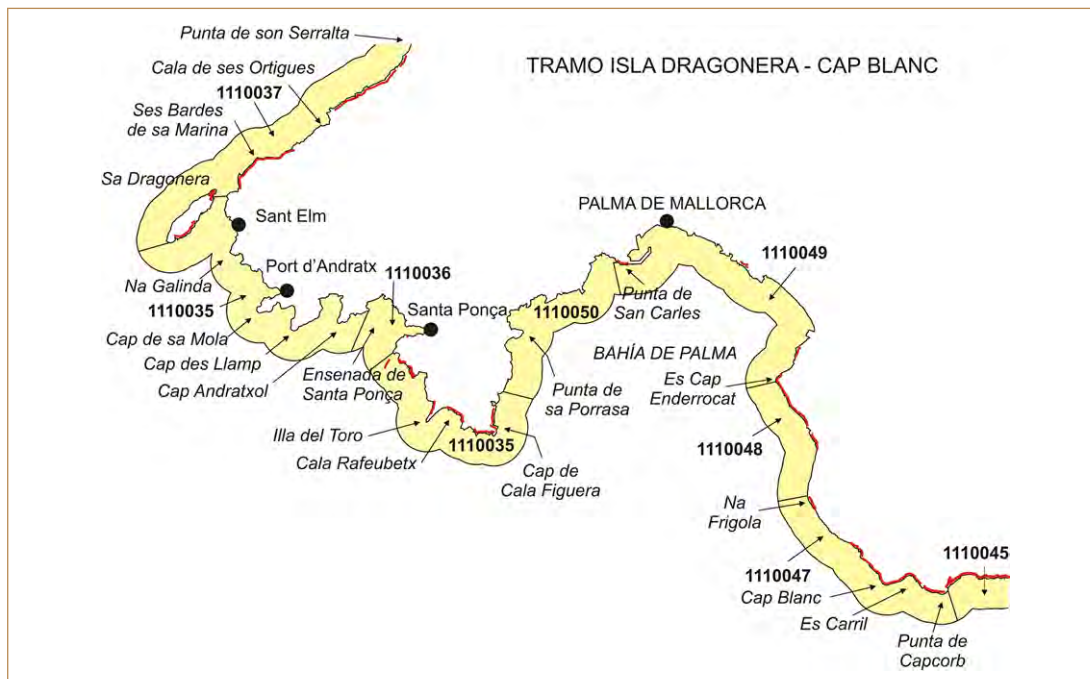 Punta de son Serralta
TRAMO ISLA DRAGONERA - CAP BLANC
Cala de ses Ortigues
1110037
Ses Bardes
de sa Marina
Sa Dragonera
Sant Elm
PALMA DE MALLORCA
Port d'Andratx
1110036
1110049
Na Galinda
1110035
Santa Ponça
1110050
Punta de
San Carles
Cap de sa Mola
Cap des Llamp
Cap Andratxol
Ensenada de
Santa Ponça
BAHÍA DE PALMA
Es Cap
Enderrocat
Punta de
sa Porrasa
Illa del Toro
1110035
1110048
Cala Rafeubetx
Cap de
Cala Figuera
Na
Frigola
1110045
1110047
Cap Blanc
Es Carril
Punta de
Capcorb